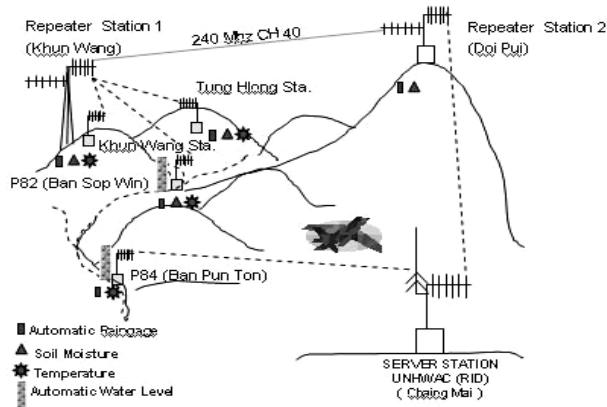 Repeater Station 1
(Khun Wang)
240 Mhz CH 40
Repeater Station 2
(Doi Pui)
Tung Hlong Sta.
Khun Wang Sta.
P82 (Ban Sop Win)
P84 (Ban Pun Ton)
Automatic Raingage
Soil Moisture
Temperature
Automatic Water Level
SERVER STATION
UNHWAC (RID)
( Chaing Mai )